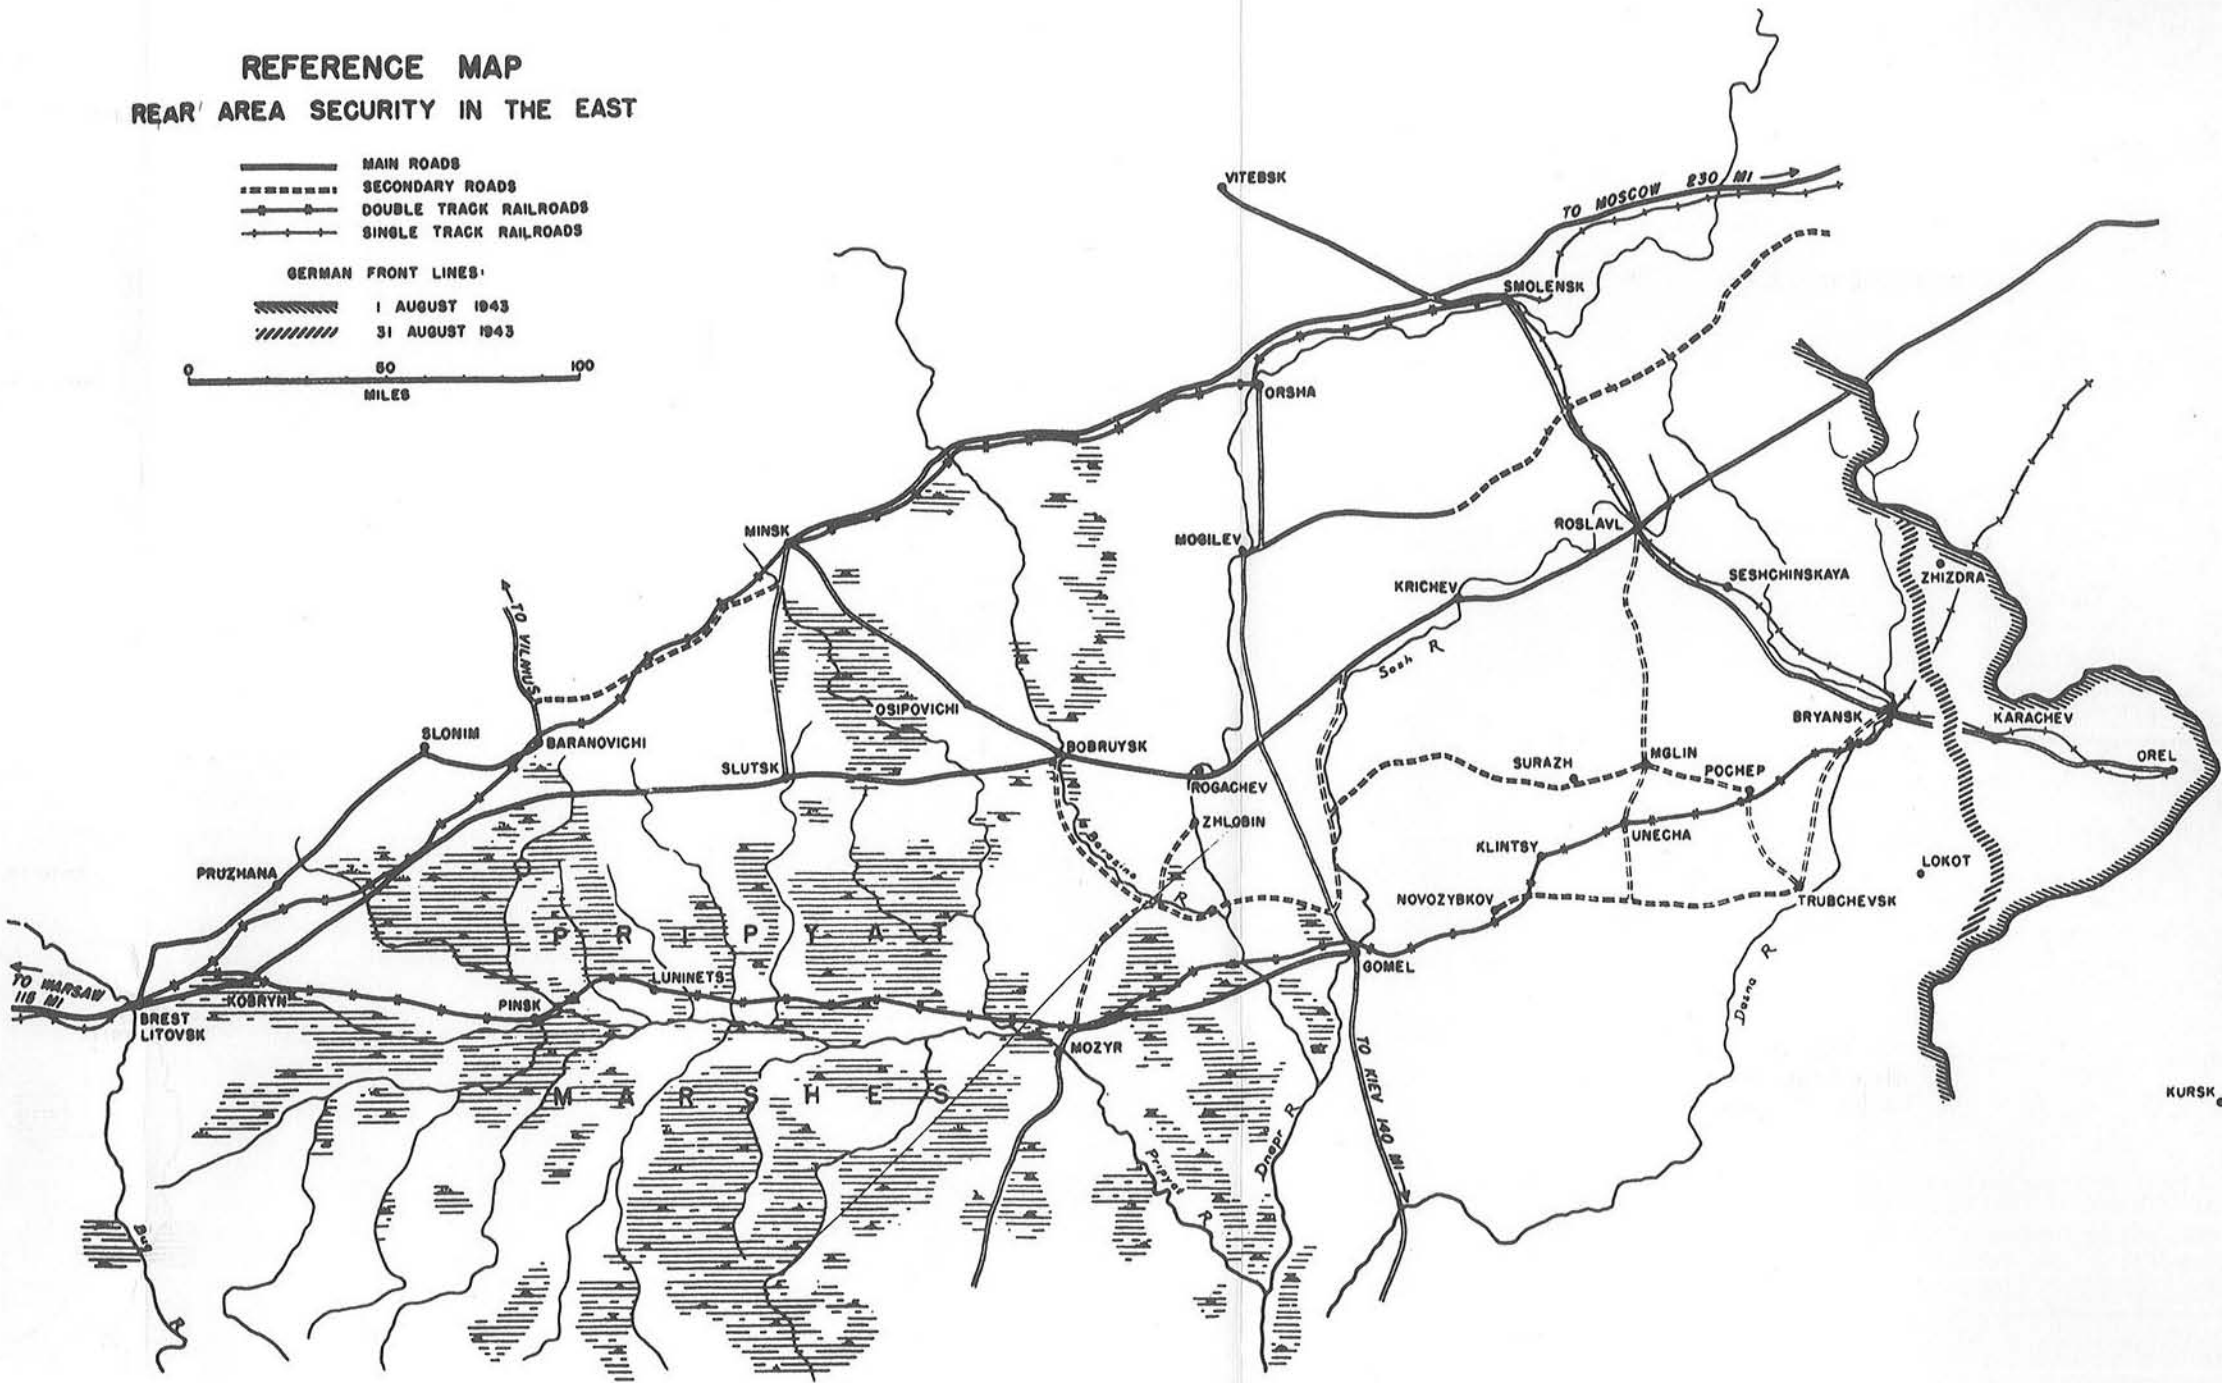 REFERENCE MAP
REAR AREA SECURITY IN THE EAST
MAIN ROADS
SECONDARY ROADS
DOUBLE TRACK RAILROADS
SINGLE TRACK RAILROADS
GERMAN FRONT LINES:
1 AUGUST 1943
31 AUGUST 1943
0 50 100
MILES
VITEBSK
TO MOSCOW 230 MI
SMOLENSK
ORSHA
MINSK
MOGILEV
ROSLAVL
KRICHEV
SESHCHINSKAYA
ZHIZDRA
TO VILNIUS
Sosh R
OSIPOVICHI
SLONIM
BARANOVICHI
BOBRUYSK
SLUTSK
ROGACHEV
BRYANSK
KARACHEV
OREL
SURAZH
MGLIN
POCHEP
ZHLOBIN
UNECHA
KLINTSY
LOKOT
PRUZHANA
Berezina R
NOVOZYBKOV
TRUBCHEVSK
PRIPYAT
LUNINETS
GOMEL
TO WARSAW
115 MI
KOBRYN
PINSK
BREST
LITOVSK
Desna R
MOZYR
TO KIEV 140 MI
MARSHES
KURSK
Dnepr R
Pripyat R
Bug R